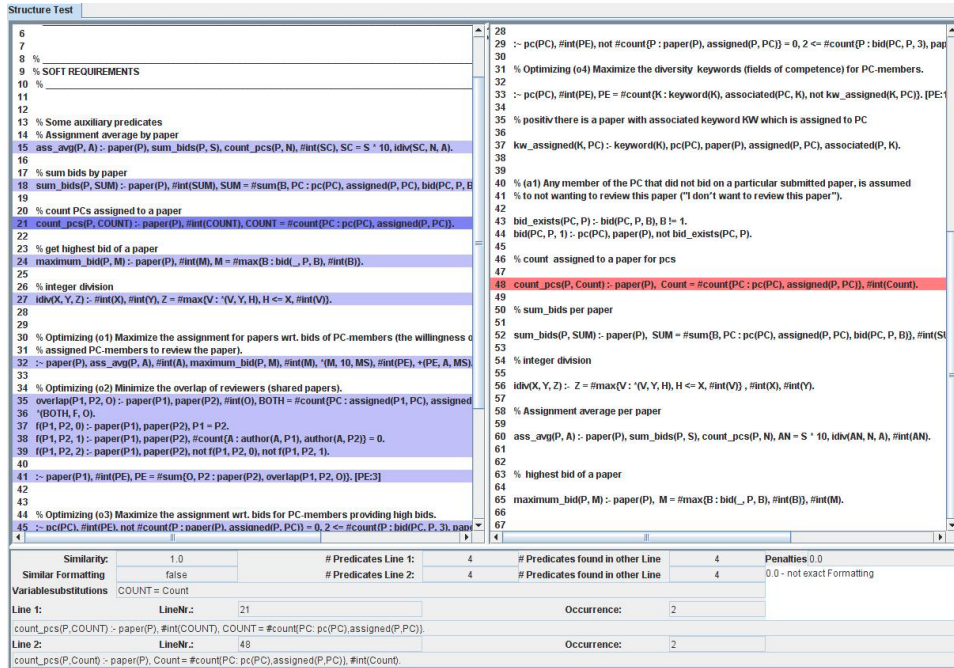 Structure Test
6
7
8 % ________________
9 % SOFT REQUIREMENTS
10 % ________________
11
12
13 % Some auxiliary predicates
14 % Assignment average by paper
15 ass_avg(P, A) :- paper(P), sum_bids(P, S), count_pcs(P, N), #int(SC), SC = S * 10, idiv(SC, N, A).
16
17 % sum bids by paper
18 sum_bids(P, SUM) :- paper(P), #int(SUM), SUM = #sum{B, PC : pc(PC), assigned(P, PC), bid(PC, P, B
19
20 % count PCs assigned to a paper
21 count_pcs(P, COUNT) :- paper(P), #int(COUNT), COUNT = #count{PC : pc(PC), assigned(P, PC)}.
22
23 % get highest bid of a paper
24 maximum_bid(P, M) :- paper(P), #int(M), M = #max{B : bid(_, P, B), #int(B)}.
25
26 % integer division
27 idiv(X, Y, Z) :- #int(X), #int(Y), Z = #max{V : *(V, Y, H), H <= X, #int(V)}.
28
29
30 % Optimizing (o1) Maximize the assignment for papers wrt. bids of PC-members (the willingness o
31 % assigned PC-members to review the paper).
32 :~ paper(P), ass_avg(P, A), #int(A), maximum_bid(P, M), #int(M), *(M, 10, MS), #int(PE), +(PE, A, MS).
33
34 % Optimizing (o2) Minimize the overlap of reviewers (shared papers).
35 overlap(P1, P2, O) :- paper(P1), paper(P2), #int(O), BOTH = #count{PC : assigned(P1, PC), assigned
36 *(BOTH, F, O).
37 f(P1, P2, 0) :- paper(P1), paper(P2), P1 = P2.
38 f(P1, P2, 1) :- paper(P1), paper(P2), #count{A : author(A, P1), author(A, P2)} = 0.
39 f(P1, P2, 2) :- paper(P1), paper(P2), not f(P1, P2, 0), not f(P1, P2, 1).
40
41 :~ paper(P1), #int(PE), PE = #sum{O, P2 : paper(P2), overlap(P1, P2, O)}. [PE:3]
42
43
44 % Optimizing (o3) Maximize the assignment wrt. bids for PC-members providing high bids.
45 :~ pc(PC), #int(PE), not #count{P : paper(P), assigned(P, PC)} = 0, 2 <= #count{P : bid(PC, P, 3), pape
28
29 :~ pc(PC), #int(PE), not #count{P : paper(P), assigned(P, PC)} = 0, 2 <= #count{P : bid(PC, P, 3), pap
30
31 % Optimizing (o4) Maximize the diversity keywords (fields of competence) for PC-members.
32
33 :~ pc(PC), #int(PE), PE = #count{K : keyword(K), associated(PC, K), not kw_assigned(K, PC)}. [PE:1
34
35 % positiv there is a paper with associated keyword KW which is assigned to PC
36
37 kw_assigned(K, PC) :- keyword(K), pc(PC), paper(P), assigned(P, PC), associated(P, K).
38
39
40 % (a1) Any member of the PC that did not bid on a particular submitted paper, is assumed
41 % to not wanting to review this paper ("I don't want to review this paper").
42
43 bid_exists(PC, P) :- bid(PC, P, B), B != 1.
44 bid(PC, P, 1) :- pc(PC), paper(P), not bid_exists(PC, P).
45
46 % count assigned to a paper for pcs
47
48 count_pcs(P, Count) :- paper(P), Count = #count{PC : pc(PC), assigned(P, PC)}, #int(Count).
49
50 % sum_bids per paper
51
52 sum_bids(P, SUM) :- paper(P), SUM = #sum{B, PC : pc(PC), assigned(P, PC), bid(PC, P, B)}, #int(SU
53
54 % integer division
55
56 idiv(X, Y, Z) :- Z = #max{V : *(V, Y, H), H <= X, #int(V)} , #int(X), #int(Y).
57
58 % Assignment average per paper
59
60 ass_avg(P, A) :- paper(P), sum_bids(P, S), count_pcs(P, N), AN = S * 10, idiv(AN, N, A), #int(AN).
61
62
63 % highest bid of a paper
64
65 maximum_bid(P, M) :- paper(P), M = #max{B : bid(_, P, B), #int(B)}, #int(M).
66
67
Similarity: 1.0 # Predicates Line 1: 4 # Predicates found in other Line 4 Penalties 0.0
Similar Formatting false # Predicates Line 2: 4 # Predicates found in other Line 4 0.0 - not exact Formatting
Variablesubstitutions COUNT = Count
Line 1: LineNr.: 21 Occurrence: 2
count_pcs(P,COUNT) :- paper(P), #int(COUNT), COUNT = #count{PC: pc(PC),assigned(P,PC)}.
Line 2: LineNr.: 48 Occurrence: 2
count_pcs(P,Count) :- paper(P), Count = #count{PC: pc(PC),assigned(P,PC)}, #int(Count).